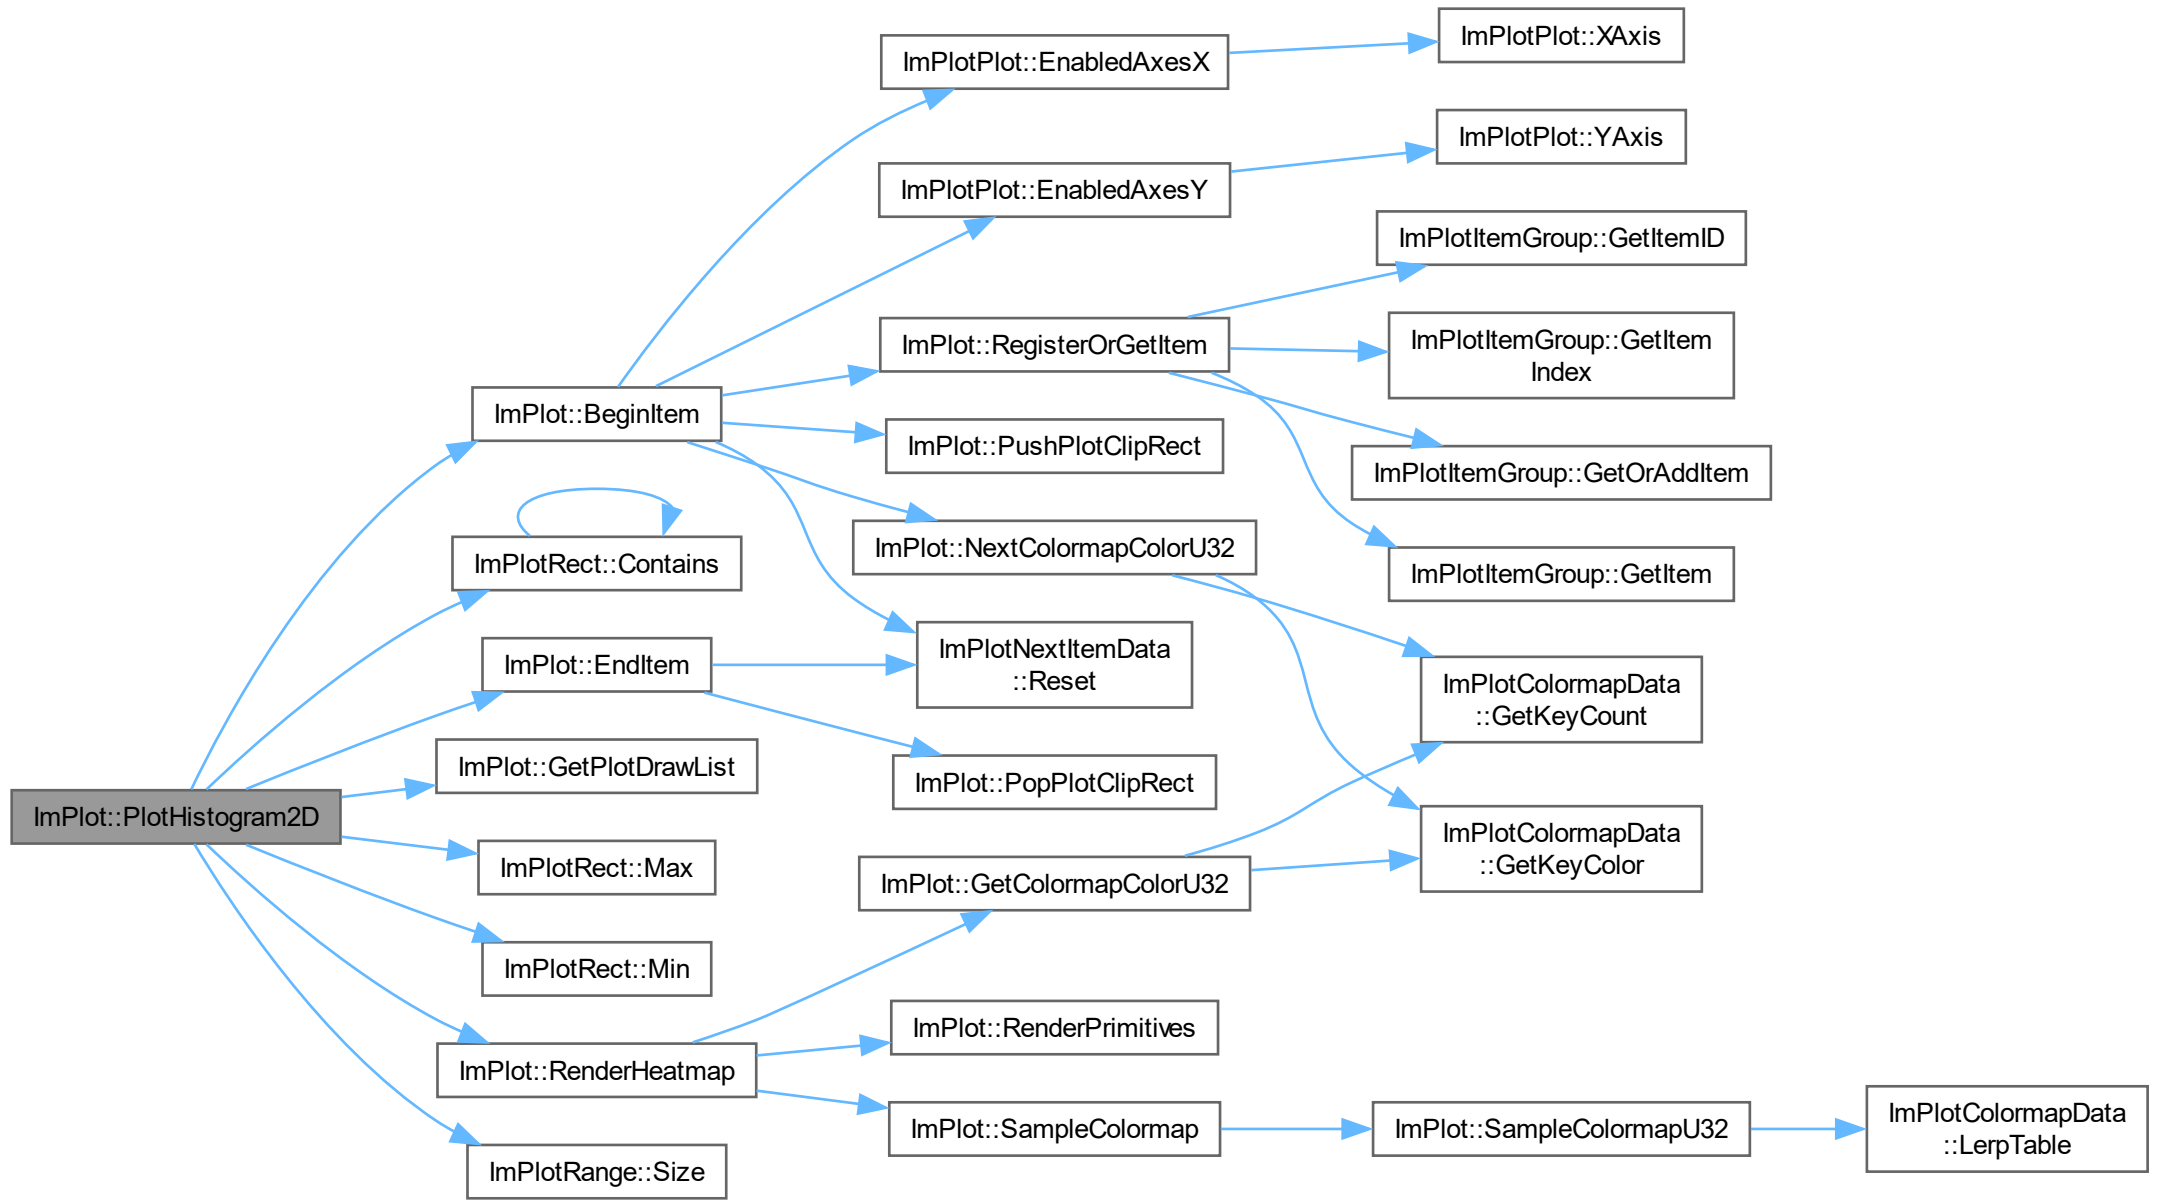 ImPlot::PlotHistogram2D
ImPlot::BeginItem
ImPlotRect::Contains
ImPlot::EndItem
ImPlot::GetPlotDrawList
ImPlotRect::Max
ImPlotRect::Min
ImPlot::RenderHeatmap
ImPlotRange::Size
ImPlotPlot::EnabledAxesX
ImPlotPlot::EnabledAxesY
ImPlot::RegisterOrGetItem
ImPlot::PushPlotClipRect
ImPlot::NextColormapColorU32
ImPlotNextItemData
::Reset
ImPlot::PopPlotClipRect
ImPlot::GetColormapColorU32
ImPlot::RenderPrimitives
ImPlot::SampleColormap
ImPlotPlot::XAxis
ImPlotPlot::YAxis
ImPlotItemGroup::GetItemID
ImPlotItemGroup::GetItem
Index
ImPlotItemGroup::GetOrAddItem
ImPlotItemGroup::GetItem
ImPlotColormapData
::GetKeyCount
ImPlotColormapData
::GetKeyColor
ImPlot::SampleColormapU32
ImPlotColormapData
::LerpTable